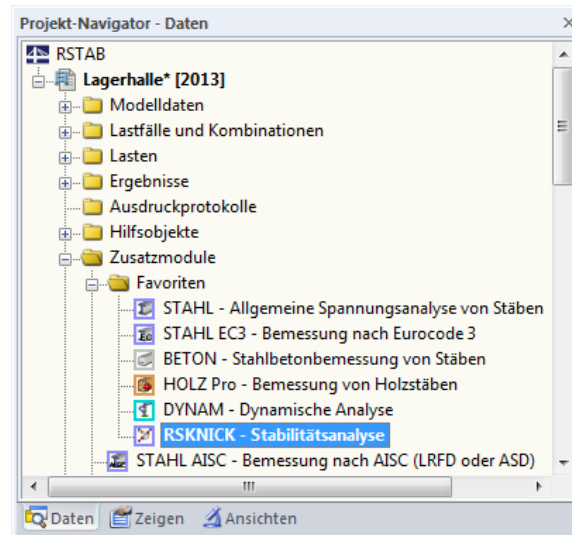 Projekt-Navigator - Daten
RSTAB
Lagerhalle* [2013]
Modelldaten
Lastfälle und Kombinationen
Lasten
Ergebnisse
Ausdruckprotokolle
Hilfsobjekte
Zusatzmodule
Favoriten
STAHL - Allgemeine Spannungsanalyse von Stäben
STAHL EC3 - Bemessung nach Eurocode 3
BETON - Stahlbetonbemessung von Stäben
HOLZ Pro - Bemessung von Holzstäben
DYNAM - Dynamische Analyse
RSKNICK - Stabilitätsanalyse
STAHL AISC - Bemessung nach AISC (LRFD oder ASD)
Daten Zeigen Ansichten